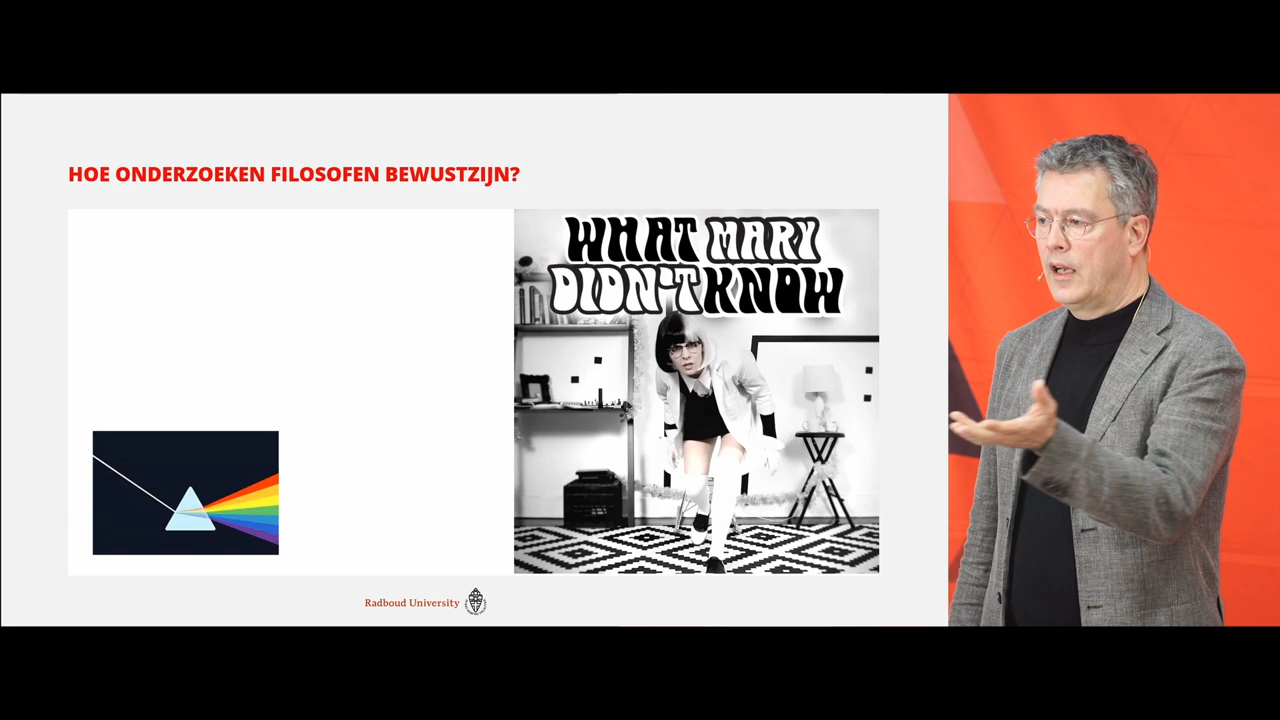 HOE ONDERZOEKEN FILOSOFEN BEWUSTZIJN?
WHAT MARY
DIDN'T KNOW
Radboud University